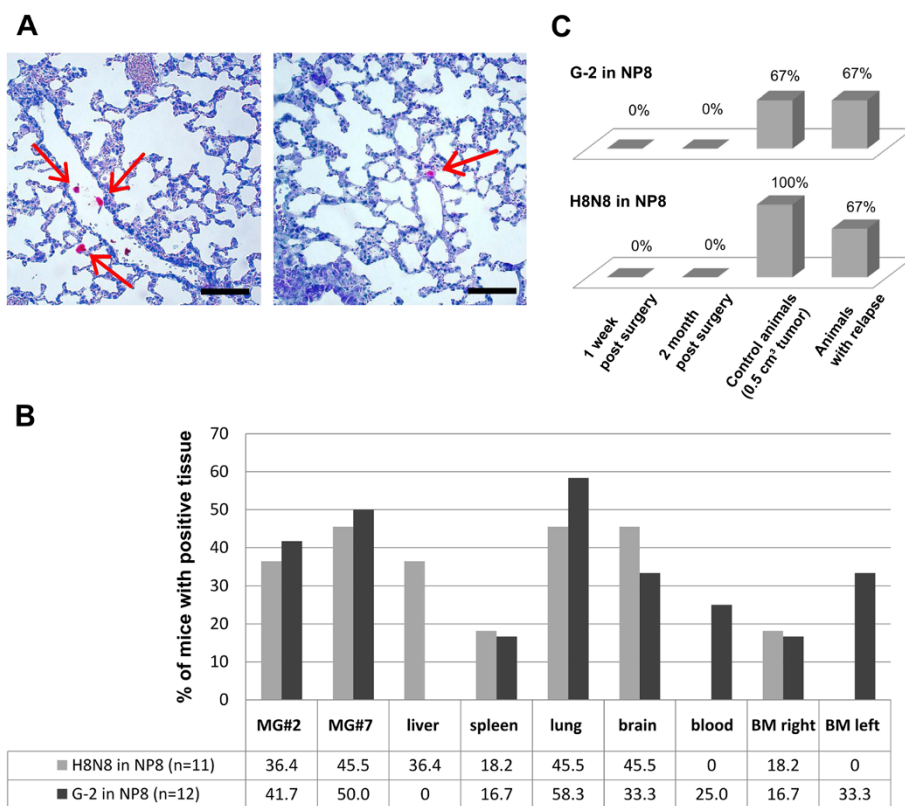 A
C
G-2 in NP8
0%
0%
67%
67%
H8N8 in NP8
0%
0%
100%
67%
1 week
post surgery
2 month
post surgery
Control animals
(0.5 cm³ tumor)
Animals
with relapse
B
% of mice with positive tissue
70
60
50
40
30
20
10
0
MG#2 MG#7 liver spleen lung brain blood BM right BM left
H8N8 in NP8 (n=11) 36.4 45.5 36.4 18.2 45.5 45.5 0 18.2 0
G-2 in NP8 (n=12) 41.7 50.0 0 16.7 58.3 33.3 25.0 16.7 33.3